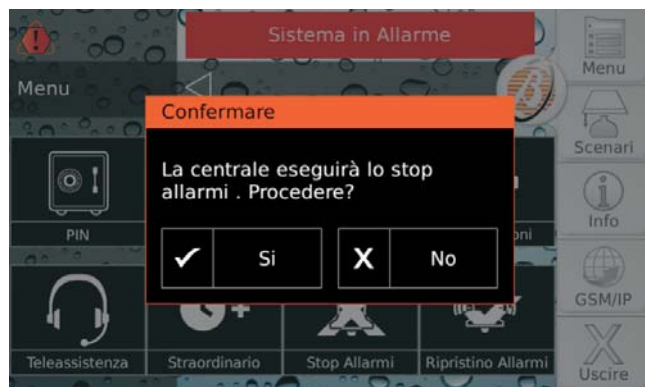 Sistema in Allarme
Menu
Menu
Confermare
La centrale eseguirà lo stop
allarmi . Procedere?
Si
No
Scenari
Info
PIN
oni
GSM/IP
Teleassistenza
Straordinario
Stop Allarmi
Ripristino Allarmi
Uscire